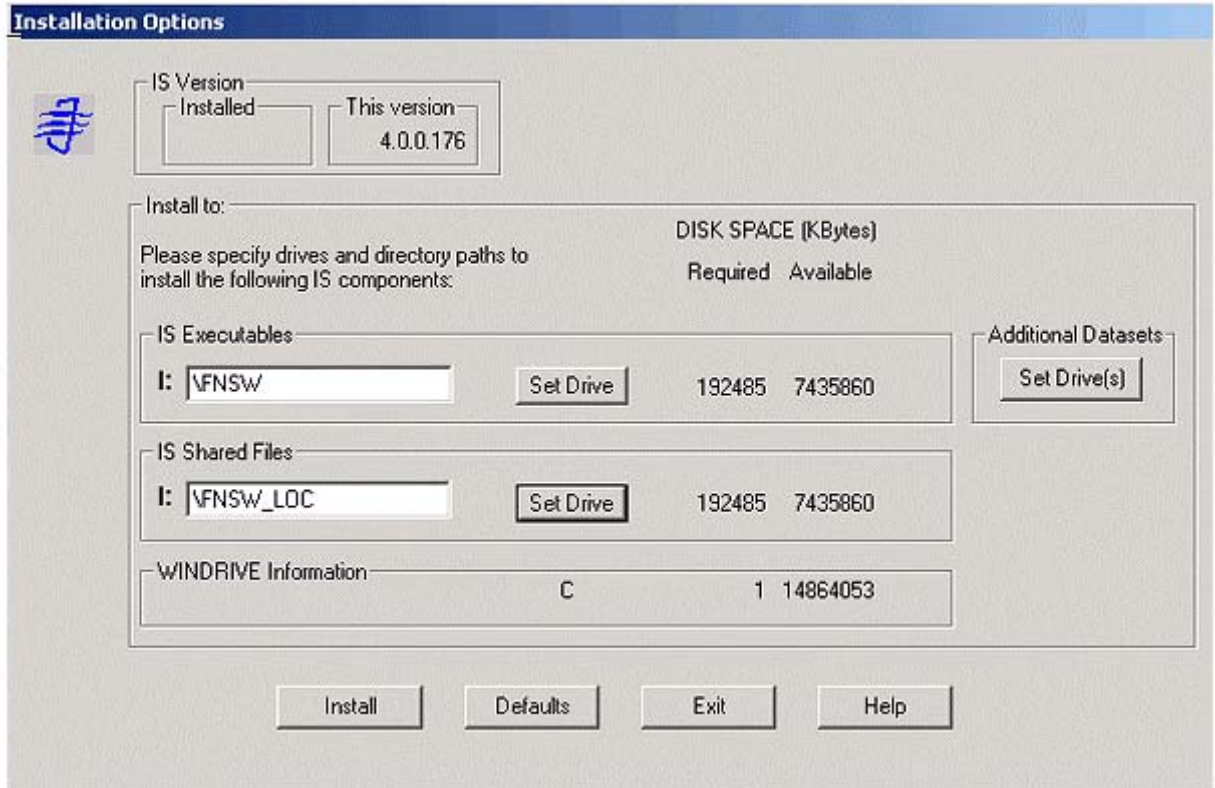 Installation Options
IS Version
Installed
This version
4.0.0.176
Install to:
DISK SPACE (KBytes)
Please specify drives and directory paths to
install the following IS components:
Required Available
IS Executables
I: \FNSW Set Drive 192485 7435860
Additional Datasets
Set Drive(s)
IS Shared Files
I: \FNSW_LOC Set Drive 192485 7435860
WINDRIVE Information
C 1 14864053
Install Defaults Exit Help